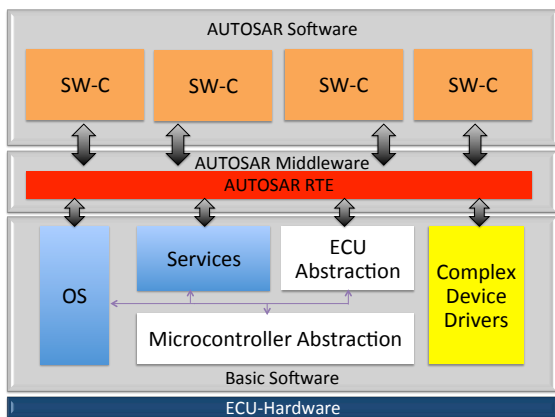 AUTOSAR Software
SW-C SW-C SW-C SW-C
AUTOSAR Middleware
AUTOSAR RTE
OS
Services
ECU
Abstraction
Complex
Device
Drivers
Microcontroller Abstraction
Basic Software
ECU-Hardware